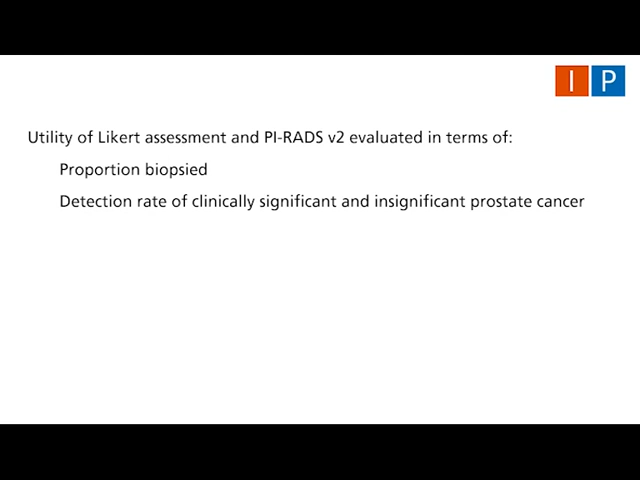 I P
Utility of Likert assessment and PI-RADS v2 evaluated in terms of:
Proportion biopsied
Detection rate of clinically significant and insignificant prostate cancer